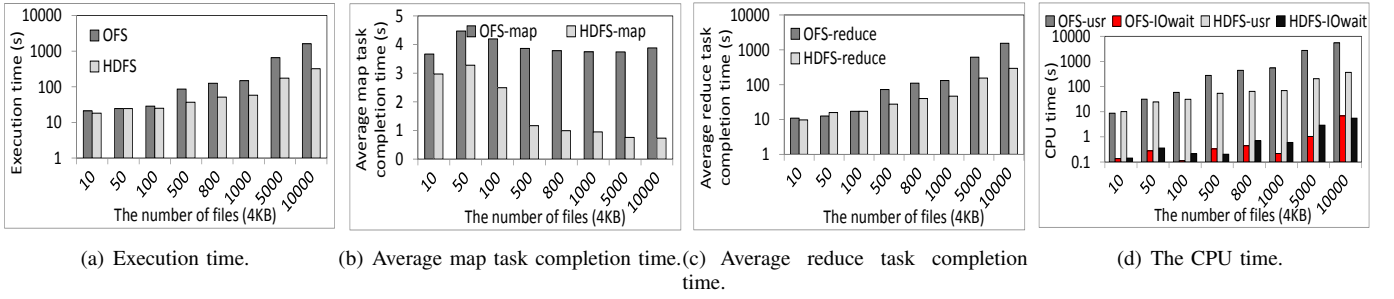 Execution time (s)
10000
1000
100
10
1
OFS
HDFS
10
50
100
500
800
1000
5000
10000
The number of files (4KB)
(a) Execution time.
Average map task
completion time (s)
5
4
3
2
1
0
OFS-map
HDFS-map
10
50
100
500
800
1000
5000
10000
The number of files (4KB)
(b) Average map task completion time.
Average reduce task
completion time (s)
10000
1000
100
10
1
OFS-reduce
HDFS-reduce
10
50
100
500
800
1000
5000
10000
The number of files (4KB)
(c) Average reduce task completion
time.
OFS-usr
OFS-IOwait
HDFS-usr
HDFS-IOwait
CPU time (s)
10000
1000
100
10
1
0.1
10
50
100
500
800
1000
5000
10000
The number of files (4KB)
(d) The CPU time.